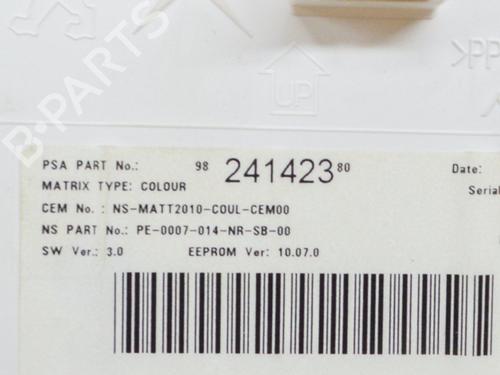 B-PARTS
UP
PP
PSA PART No.: 98 241423 80 Date:
MATRIX TYPE: COLOUR Serial
CEM No. : NS-MATT2010-COUL-CEM00
NS PART No.: PE-0007-014-NR-SB-00
SW Ver.: 3.0 EEPROM Ver: 10.07.0